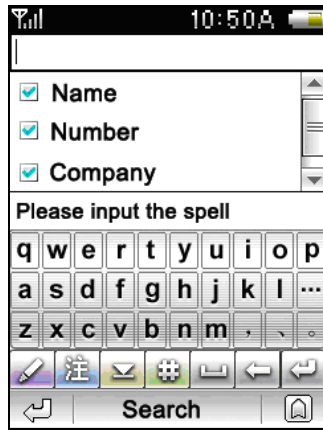 10:50A
Name
Number
Company
Please input the spell
q w e r t y u i o p
a s d f g h j k l ...
z x c v b n m , 、 。
注 #
Search